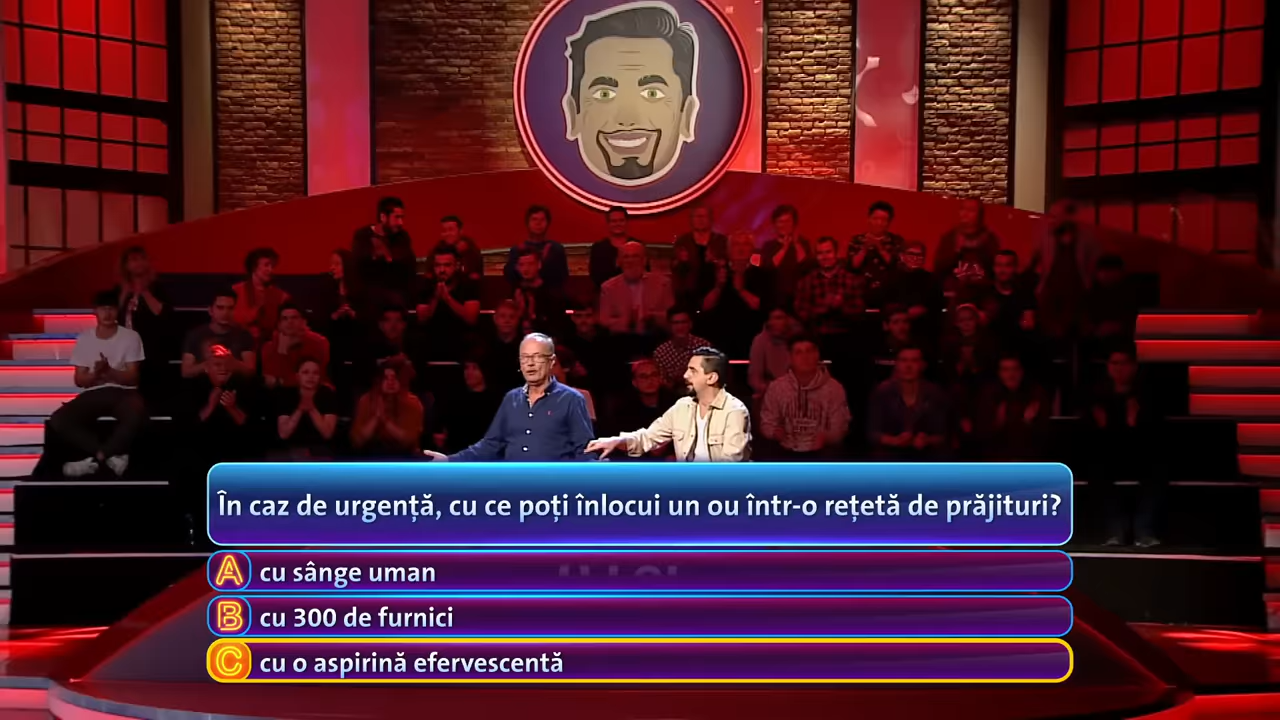 În caz de urgență, cu ce poți înlocui un ou într-o rețetă de prăjituri?
A cu sânge uman
B cu 300 de furnici
C cu o aspirină efervescentă